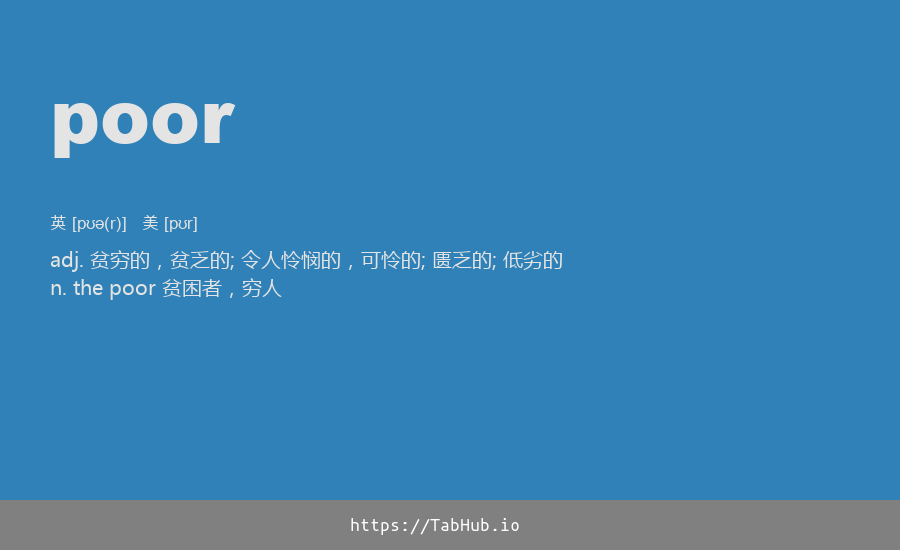 poor
英 [pʊə(r)] 美 [pʊr]
adj. 贫穷的，贫乏的; 令人怜悯的，可怜的; 匮乏的; 低劣的
n. the poor 贫困者，穷人
https://TabHub.io